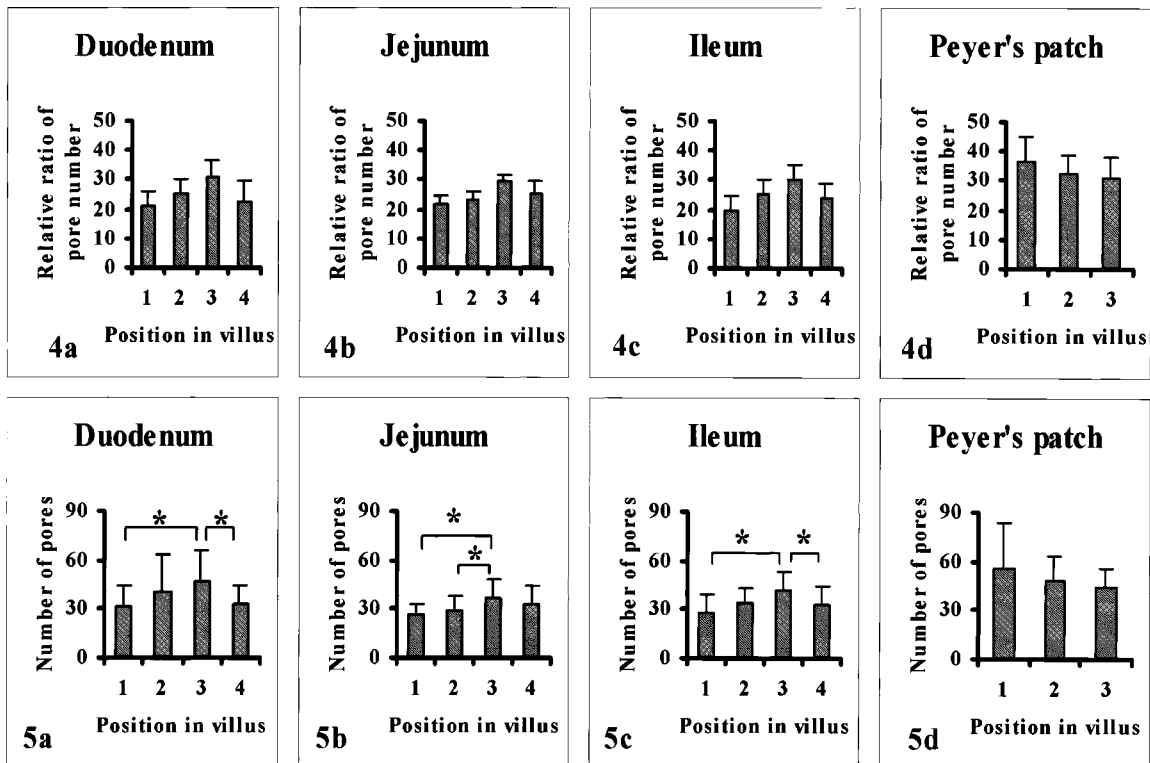 Duodenum
Relative ratio of
pore number
50
40
30
20
10
0
1 2 3 4
Position in villus
4a
Jejunum
Relative ratio of
pore number
50
40
30
20
10
0
1 2 3 4
Position in villus
4b
Ileum
Relative ratio of
pore number
50
40
30
20
10
0
1 2 3 4
Position in villus
4c
Peyer's patch
Relative ratio of
pore number
50
40
30
20
10
0
1 2 3
Position in villus
4d
Duodenum
Number of pores
90
60
30
0
* *
1 2 3 4
Position in villus
5a
Jejunum
Number of pores
90
60
30
0
*
*
1 2 3 4
Position in villus
5b
Ileum
Number of pores
90
60
30
0
* *
1 2 3 4
Position in villus
5c
Peyer's patch
Number of pores
90
60
30
0
1 2 3
Position in villus
5d